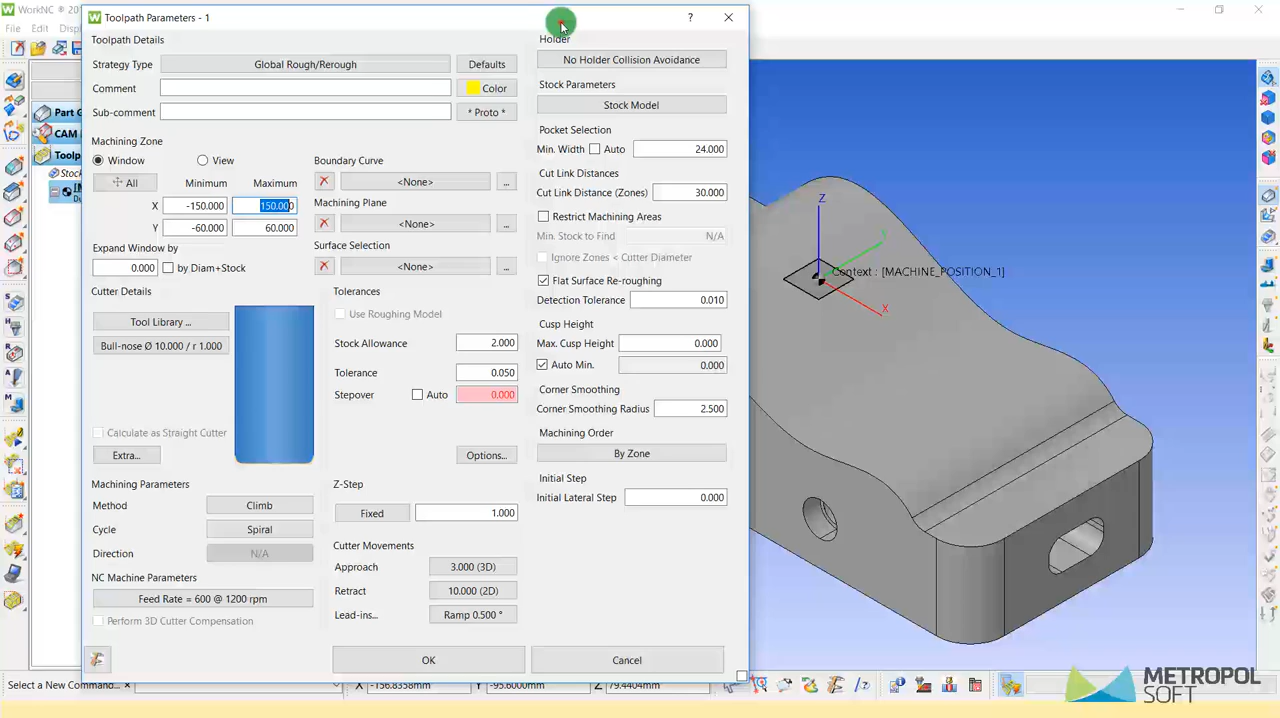 WorkNC
File Edit Displ
Toolpath Parameters - 1
? 
Toolpath Details
Strategy Type Global Rough/Rerough Defaults
Comment Color
Sub-comment * Proto *
Machining Zone
Window View
All Minimum Maximum
X -150.000 150.000
Y -60.000 60.000
Expand Window by
0.000 by Diam+Stock
Boundary Curve
<None> ...
Machining Plane
<None> ...
Surface Selection
<None> ...
Cutter Details
Tool Library ...
Bull-nose Ø 10.000 / r 1.000
Calculate as Straight Cutter
Extra...
Tolerances
Use Roughing Model
Stock Allowance 2.000
Tolerance 0.050
Stepover Auto 0.000
Options...
Machining Parameters
Method Climb
Cycle Spiral
Direction N/A
NC Machine Parameters
Feed Rate = 600 @ 1200 rpm
Perform 3D Cutter Compensation
Z-Step
Fixed 1.000
Cutter Movements
Approach 3.000 (3D)
Retract 10.000 (2D)
Lead-ins... Ramp 0.500 °
Holder
No Holder Collision Avoidance
Stock Parameters
Stock Model
Pocket Selection
Min. Width Auto 24.000
Cut Link Distances
Cut Link Distance (Zones) 30.000
Restrict Machining Areas
Min. Stock to Find N/A
Ignore Zones < Cutter Diameter
Flat Surface Re-roughing
Detection Tolerance 0.010
Cusp Height
Max. Cusp Height 0.000
Auto Min. 0.000
Corner Smoothing
Corner Smoothing Radius 2.500
Machining Order
By Zone
Initial Step
Initial Lateral Step 0.000
OK Cancel
Part G
CAM
Toolp
Stock
Z
Y
X
Context : [MACHINE_POSITION_1]
Select a New Command... X -156.8358mm Y -95.6000mm Z 79.4404mm
METROPOL
SOFT